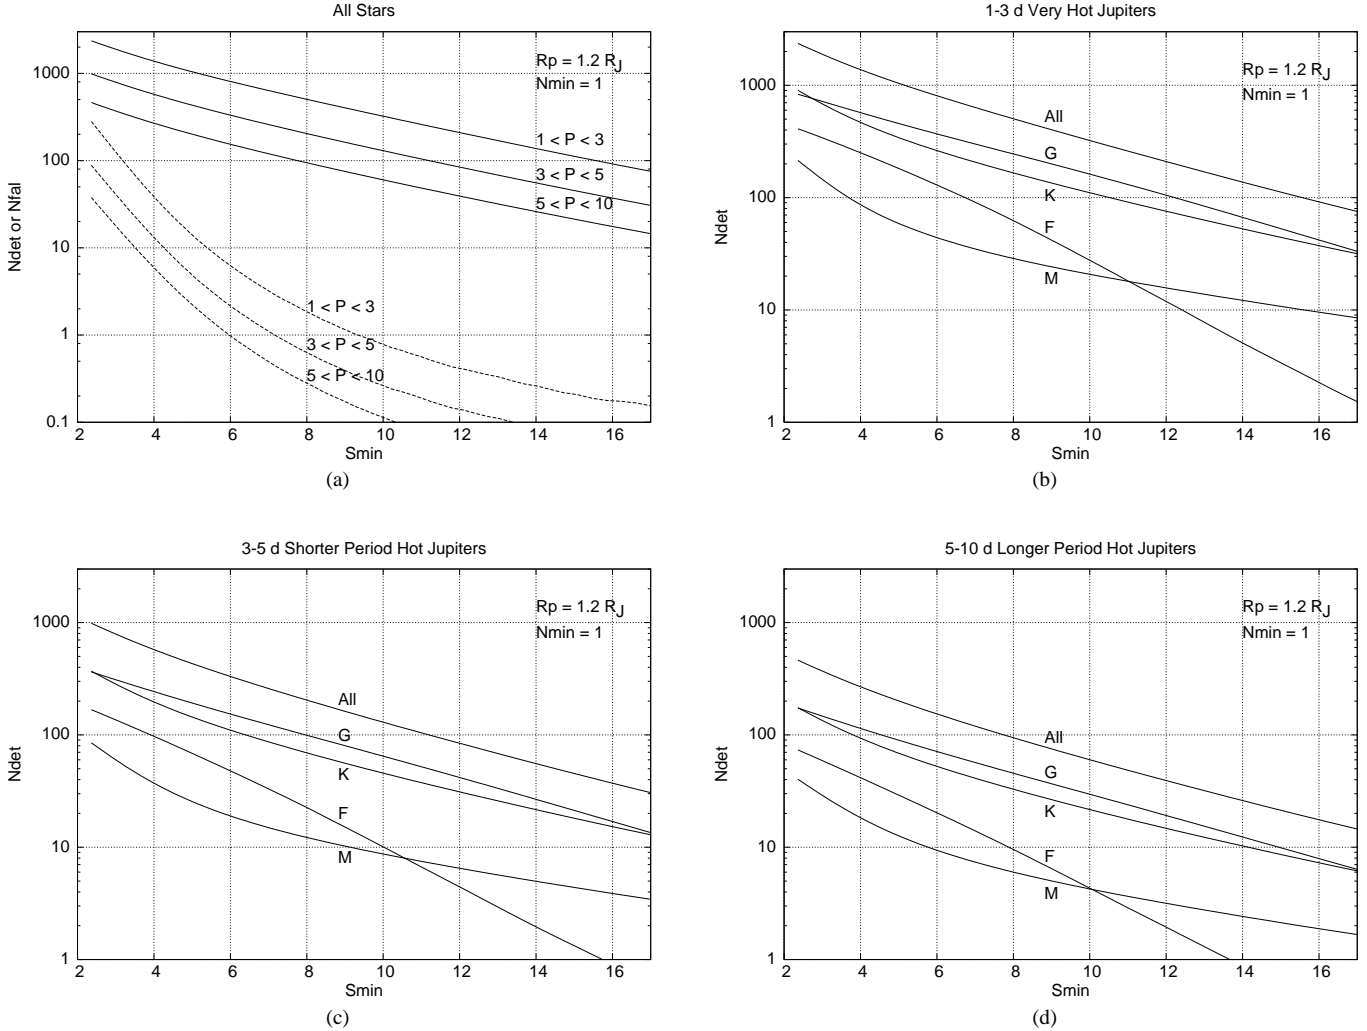 All Stars
Ndet or Nfal
1000
100
10
1
0.1
Rp = 1.2 RJ
Nmin = 1
1 < P < 3
3 < P < 5
5 < P < 10
1 < P < 3
3 < P < 5
5 < P < 10
2 4 6 8 10 12 14 16
Smin
(a)
1-3 d Very Hot Jupiters
Ndet
1000
100
10
1
Rp = 1.2 RJ
Nmin = 1
All
G
K
F
M
2 4 6 8 10 12 14 16
Smin
(b)
3-5 d Shorter Period Hot Jupiters
Ndet
1000
100
10
1
Rp = 1.2 RJ
Nmin = 1
All
G
K
F
M
2 4 6 8 10 12 14 16
Smin
(c)
5-10 d Longer Period Hot Jupiters
Ndet
1000
100
10
1
Rp = 1.2 RJ
Nmin = 1
All
G
K
F
M
2 4 6 8 10 12 14 16
Smin
(d)